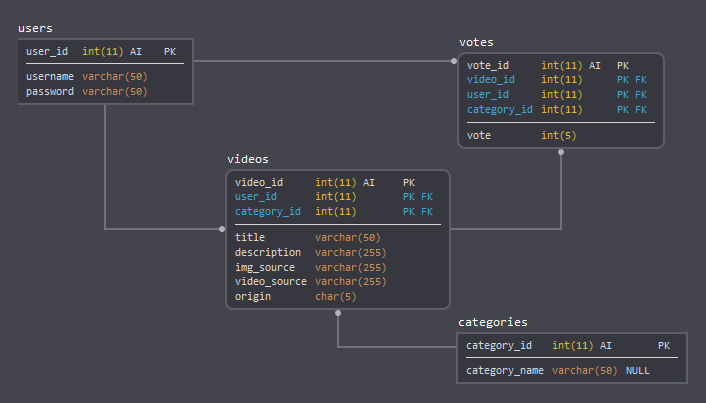 users
user_id int(11) AI PK
username varchar(50)
password varchar(50)
votes
vote_id int(11) AI PK
video_id int(11) PK FK
user_id int(11) PK FK
category_id int(11) PK FK
vote int(5)
videos
video_id int(11) AI PK
user_id int(11) PK FK
category_id int(11) PK FK
title varchar(50)
description varchar(255)
img_source varchar(255)
video_source varchar(255)
origin char(5)
categories
category_id int(11) AI PK
category_name varchar(50) NULL